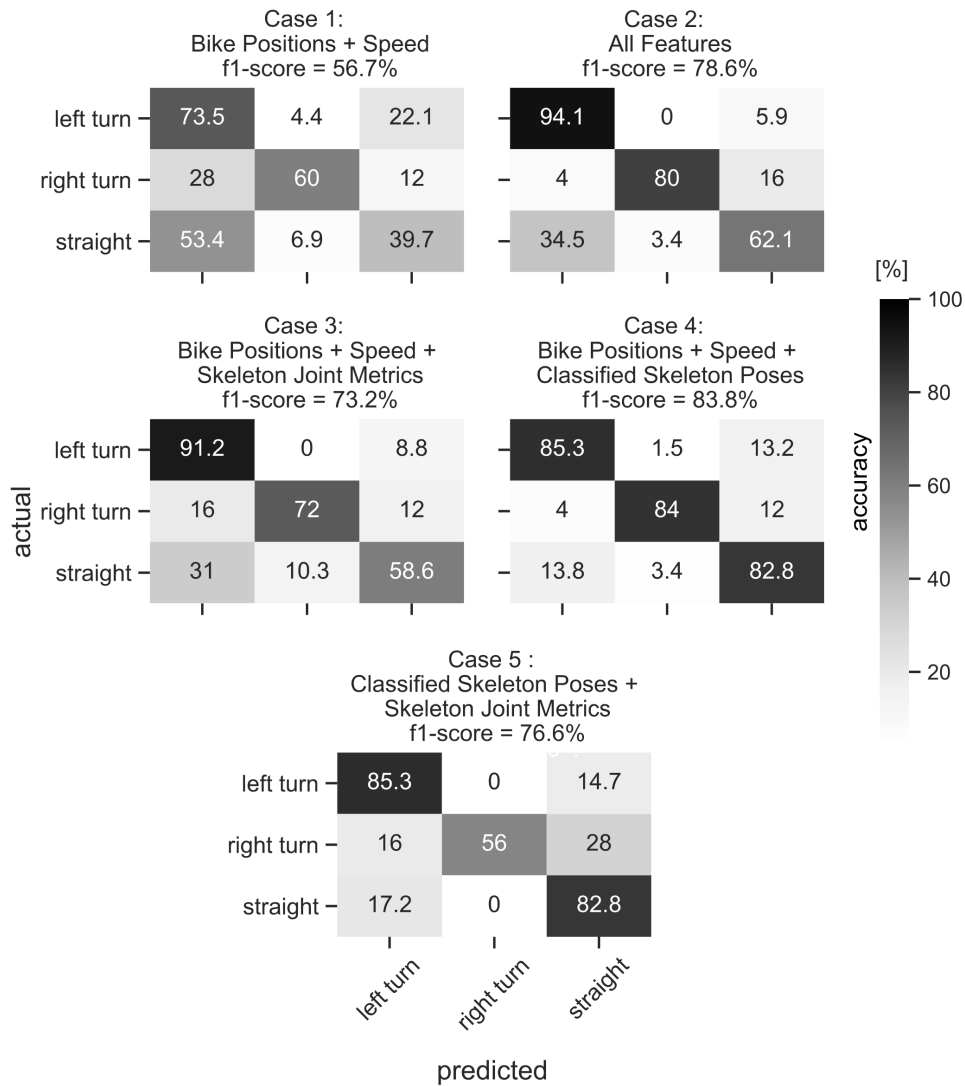 Case 1:
Bike Positions + Speed
f1-score = 56.7%
Case 2:
All Features
f1-score = 78.6%
left turn
73.5 4.4 22.1
94.1 0 5.9
right turn
28 60 12
4 80 16
straight
53.4 6.9 39.7
34.5 3.4 62.1
Case 3:
Bike Positions + Speed +
Skeleton Joint Metrics
f1-score = 73.2%
Case 4:
Bike Positions + Speed +
Classified Skeleton Poses
f1-score = 83.8%
left turn
91.2 0 8.8
85.3 1.5 13.2
right turn
16 72 12
4 84 12
straight
31 10.3 58.6
13.8 3.4 82.8
actual
[%]
100
80
60
40
20
accuracy
Case 5 :
Classified Skeleton Poses +
Skeleton Joint Metrics
f1-score = 76.6%
left turn
85.3 0 14.7
right turn
16 56 28
straight
17.2 0 82.8
left turn
right turn
straight
predicted